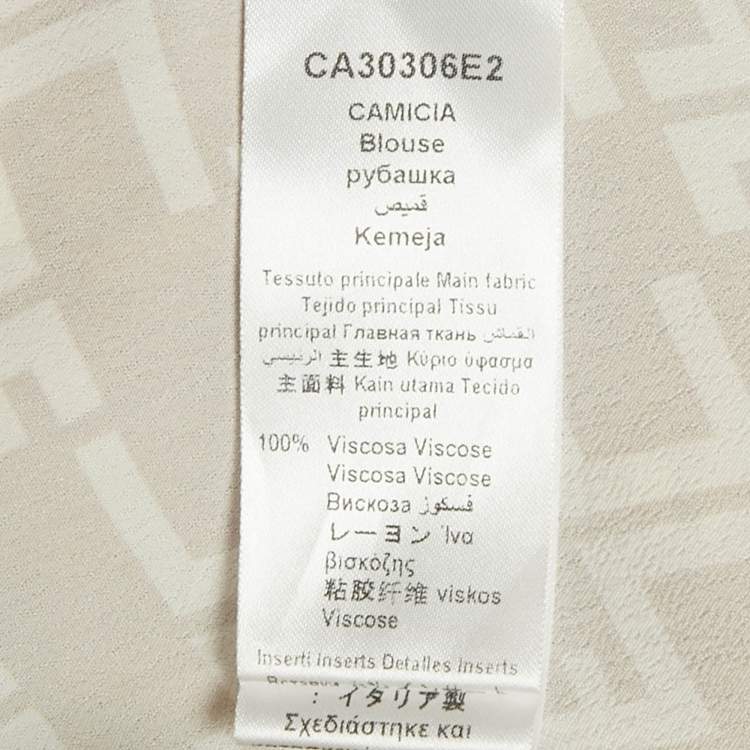 CA30306E2
CAMICIA
Blouse
рубашка
قميص
Kemeja
Tessuto principale Main fabric
Tejido principal Tissu
principal Главная ткань القماش
الرئيسي 主生地 Κύριο ύφασμα
主面料 Kain utama Tecido
principal
100% Viscosa Viscose
Viscosa Viscose
Вискоза فسكوز
レーヨン Ίνα
βισκόζης
粘胶纤维 viskos
Viscose
Inserti inserts Detalles Inserts
: イタリア製
Σχεδιάστηκε και